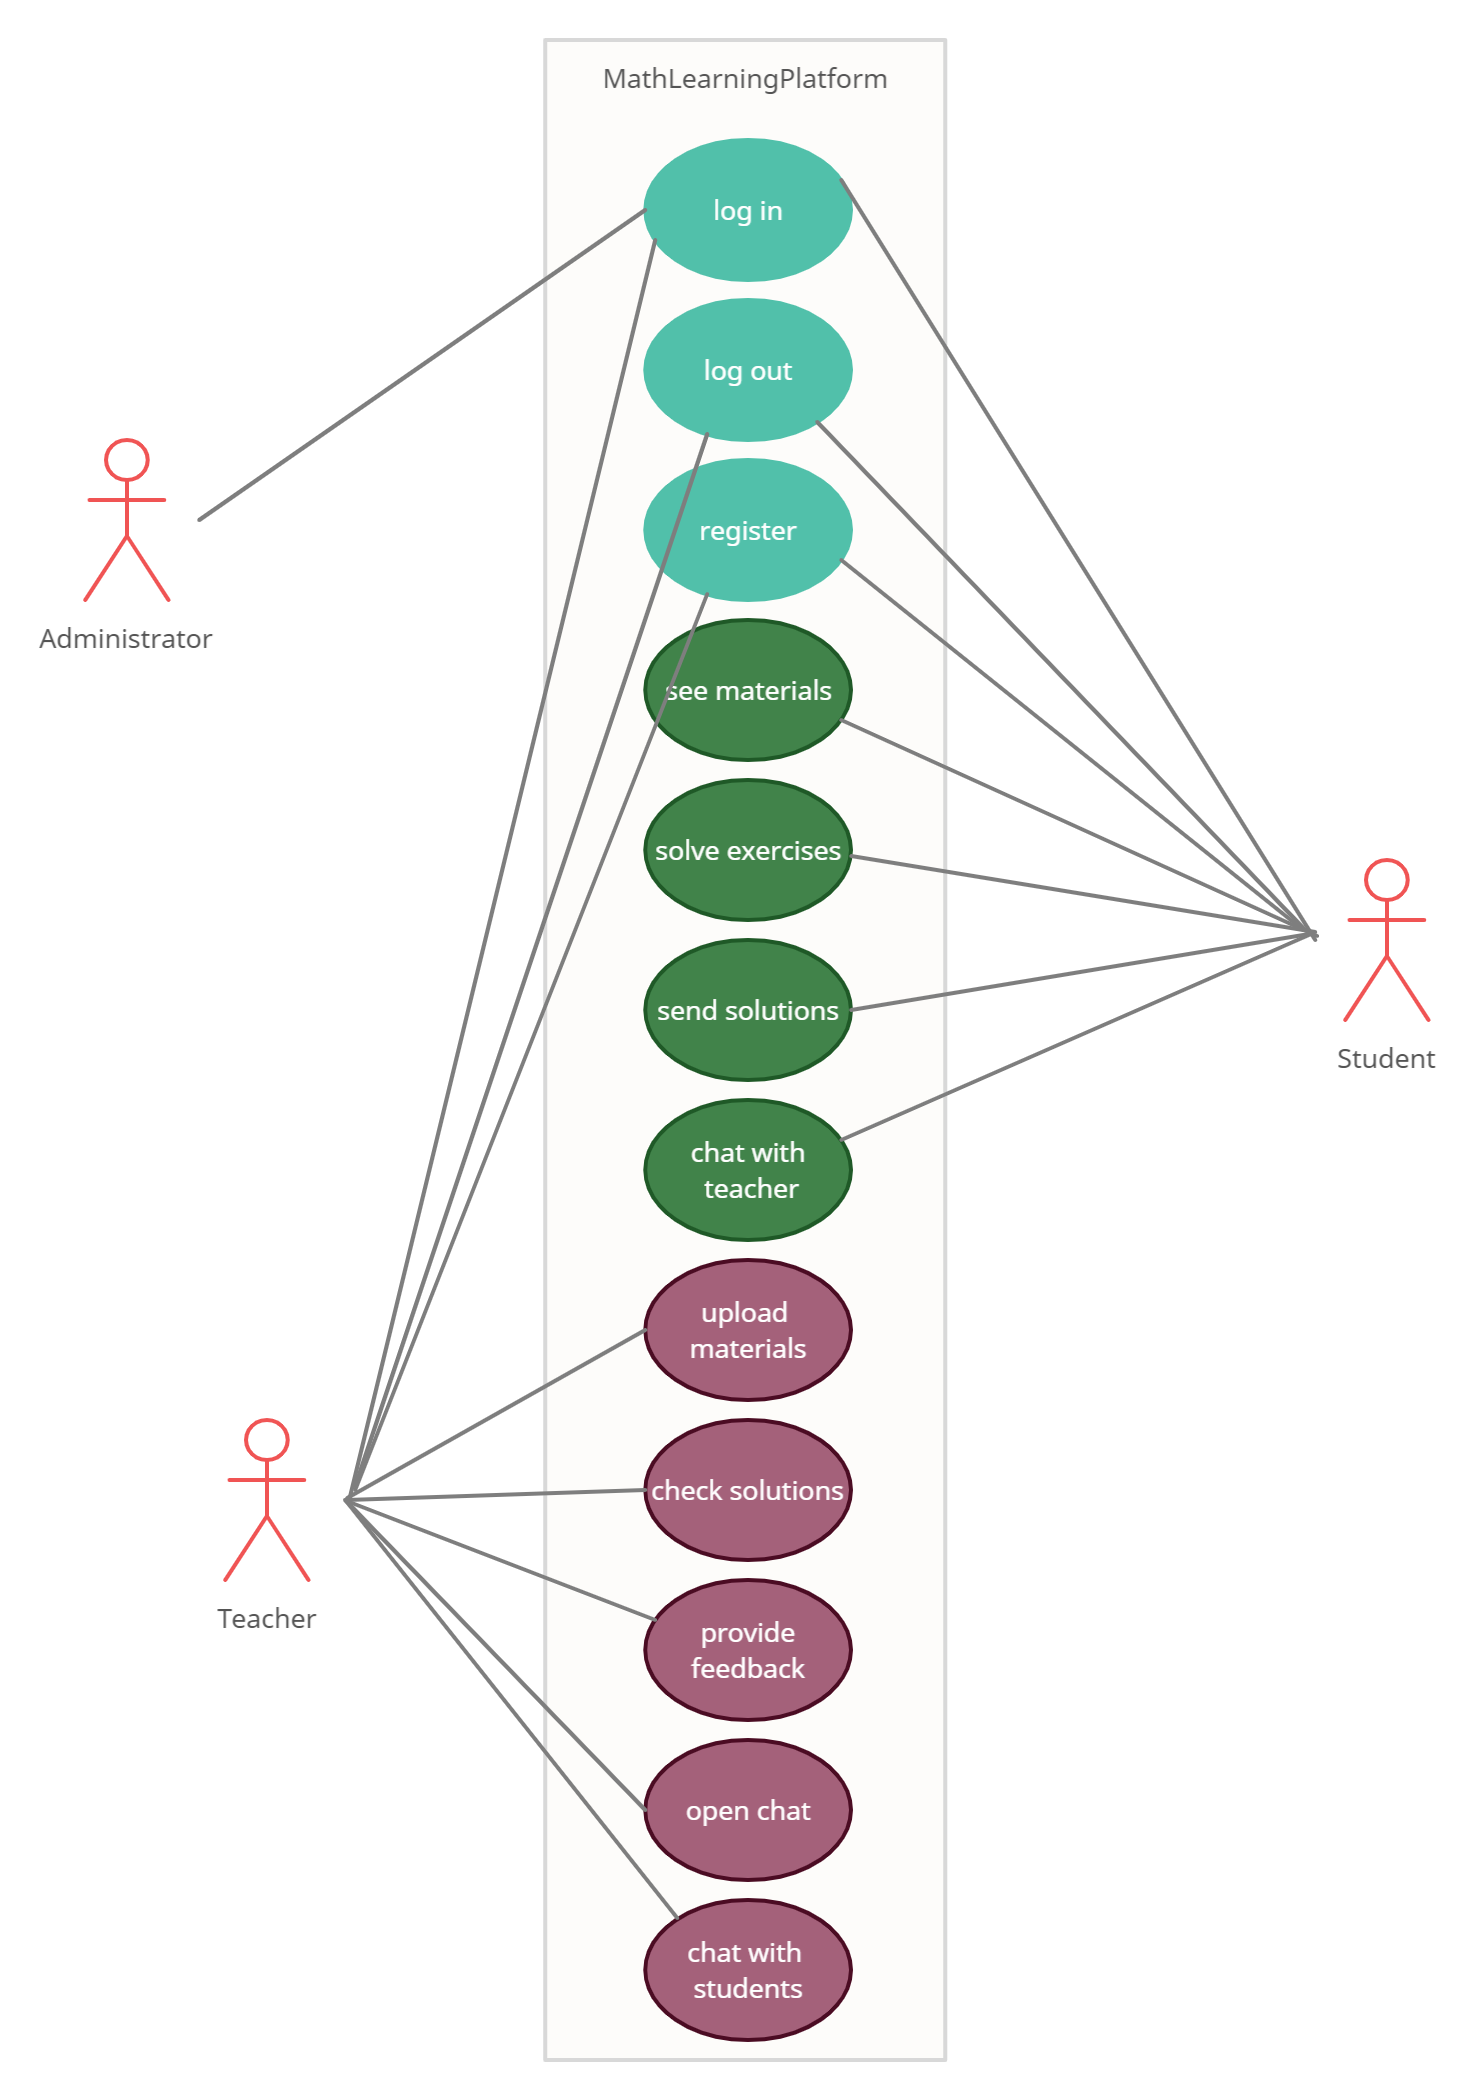 MathLearningPlatform
log in
log out
register
see materials
solve exercises
send solutions
chat with
teacher
upload
materials
check solutions
provide
feedback
open chat
chat with
students
Administrator
Student
Teacher